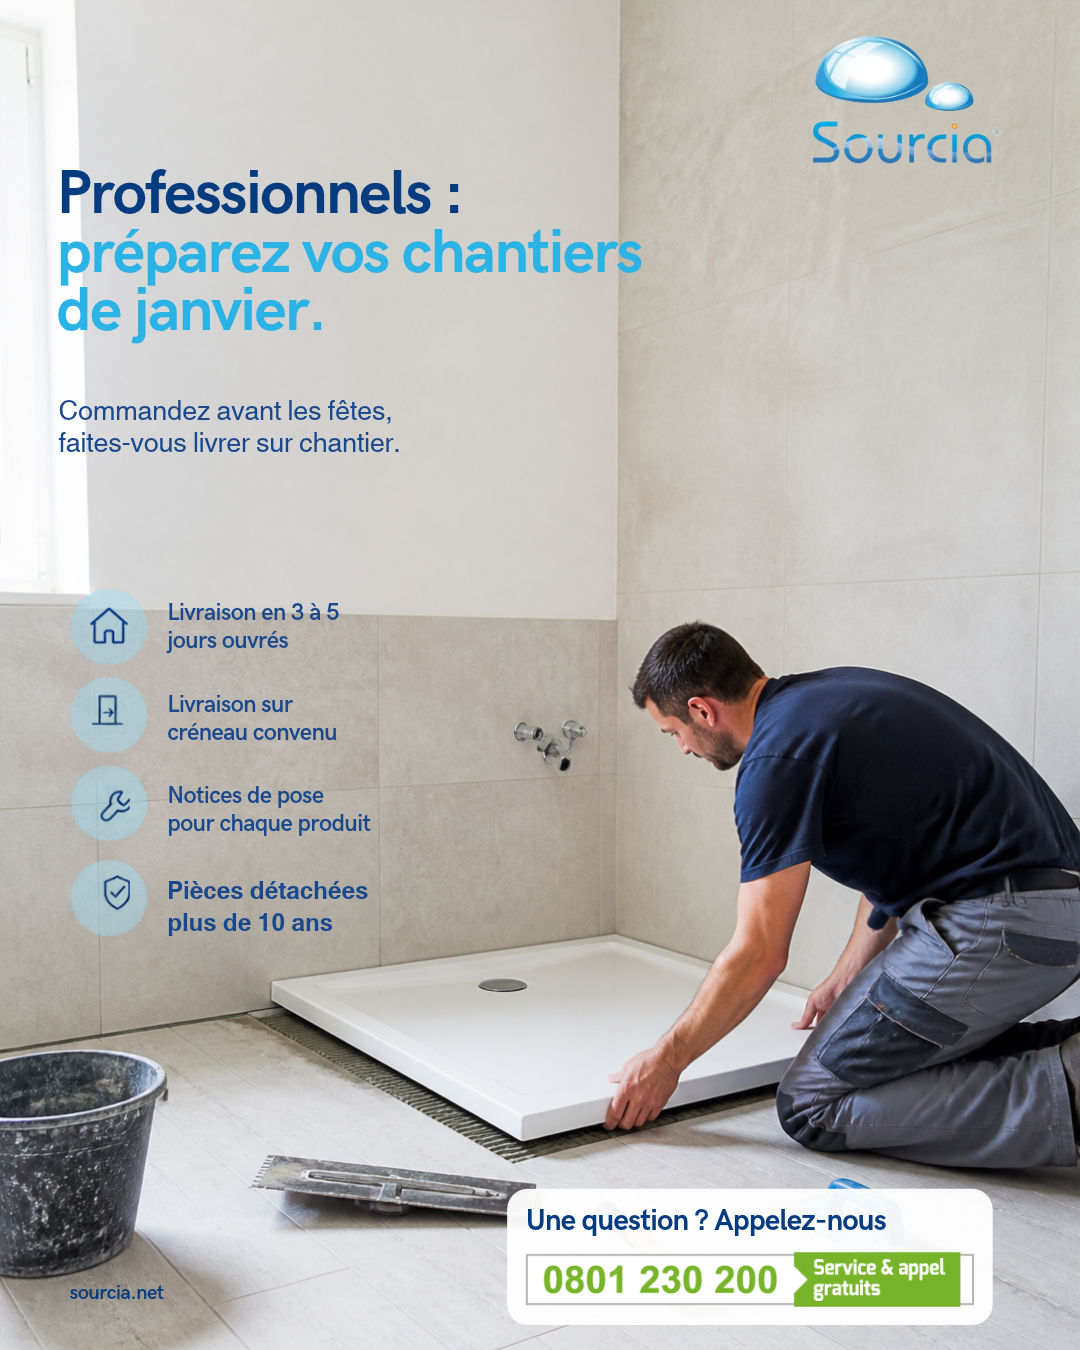 Sourcia
Professionnels :
préparez vos chantiers
de janvier.
Commandez avant les fêtes,
faites-vous livrer sur chantier.
Livraison en 3 à 5
jours ouvrés
Livraison sur
créneau convenu
Notices de pose
pour chaque produit
Pièces détachées
plus de 10 ans
Une question ? Appelez-nous
0801 230 200
Service & appel
gratuits
sourcia.net